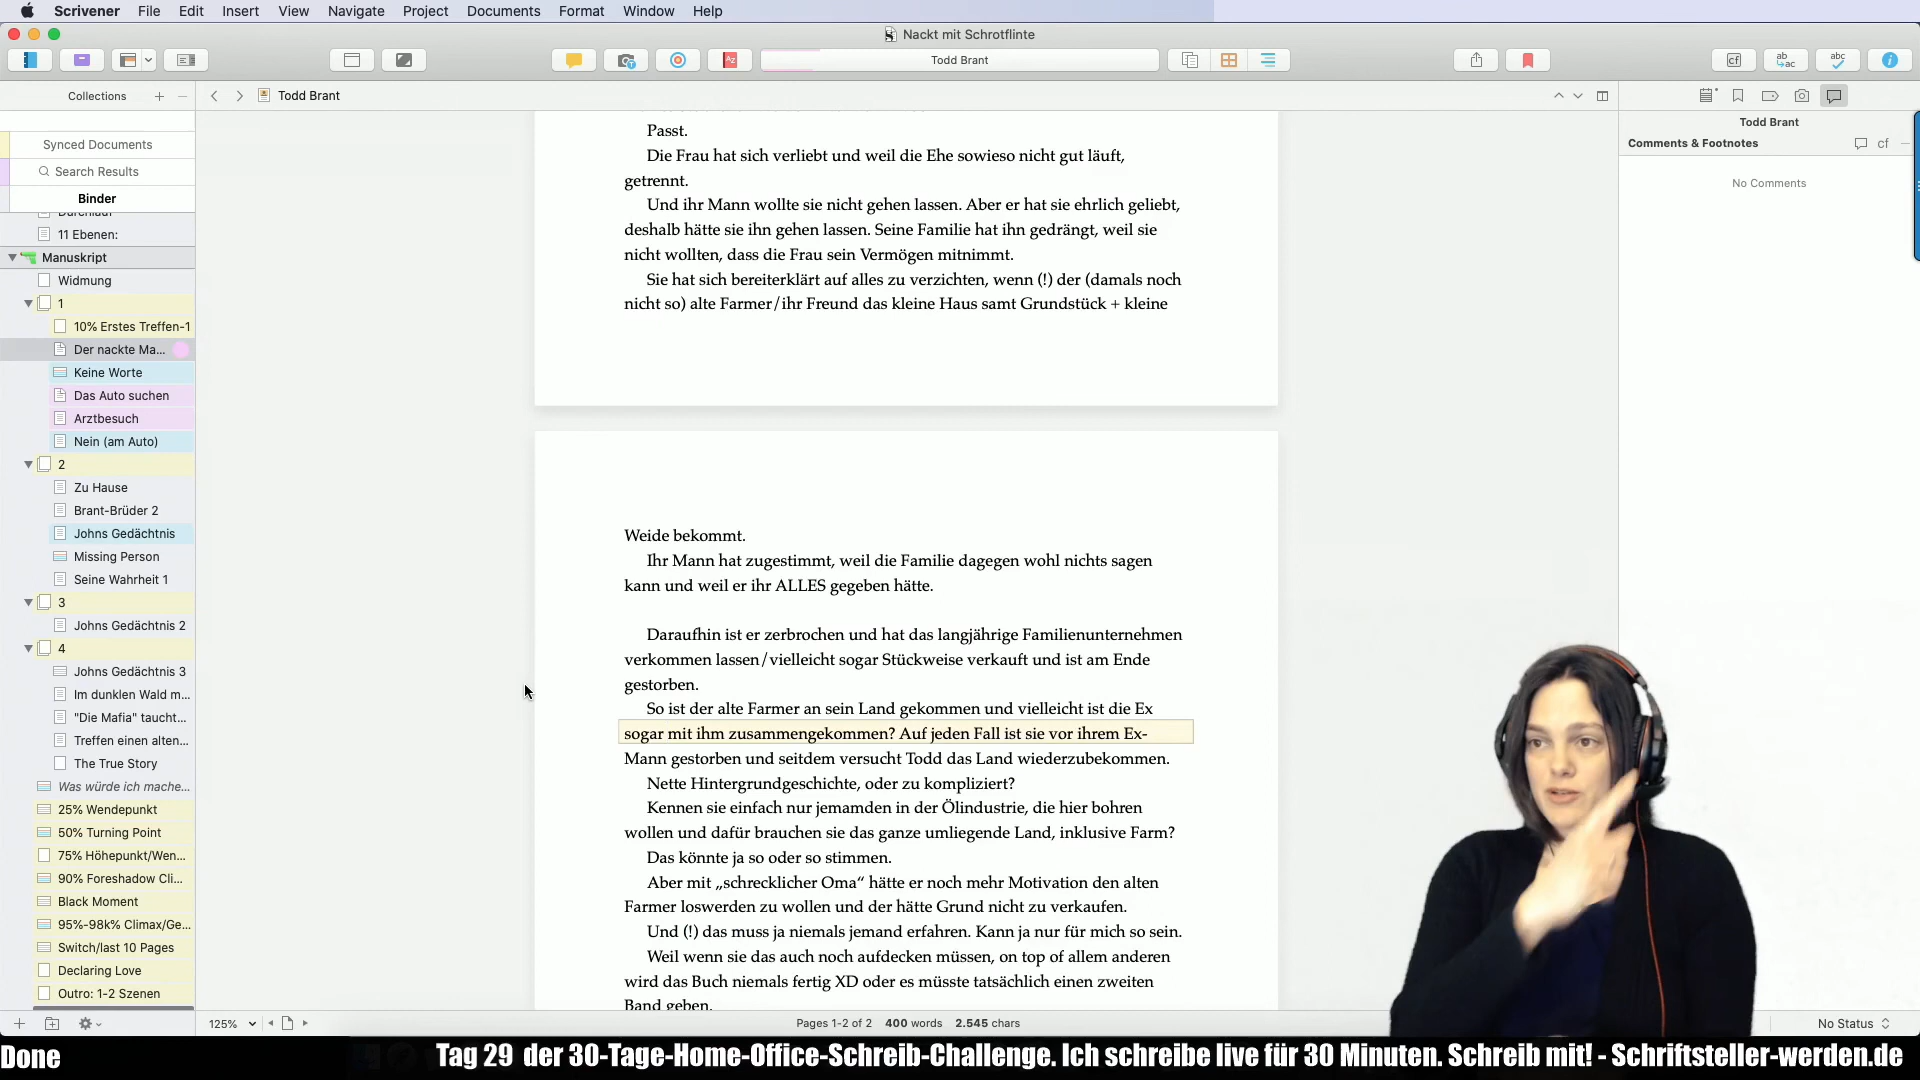 Scrivener File Edit Insert View Navigate Project Documents Format Window Help
Nackt mit Schrotflinte
Todd Brant
Collections
Todd Brant
Synced Documents
Search Results
Binder
11 Ebenen:
Manuskript
Widmung
1
10% Erstes Treffen-1
Der nackte Ma...
Keine Worte
Das Auto suchen
Arztbesuch
Nein (am Auto)
2
Zu Hause
Brant-Brüder 2
Johns Gedächtnis
Missing Person
Seine Wahrheit 1
3
Johns Gedächtnis 2
4
Johns Gedächtnis 3
Im dunklen Wald m...
"Die Mafia" taucht...
Treffen einen alten...
The True Story
Was würde ich mache...
25% Wendepunkt
50% Turning Point
75% Höhepunkt/Wen...
90% Foreshadow Cli...
Black Moment
95%-98k% Climax/Ge...
Switch/last 10 Pages
Declaring Love
Outro: 1-2 Szenen
Passt.
Die Frau hat sich verliebt und weil die Ehe sowieso nicht gut läuft,
getrennt.
Und ihr Mann wollte sie nicht gehen lassen. Aber er hat sie ehrlich geliebt,
deshalb hätte sie ihn gehen lassen. Seine Familie hat ihn gedrängt, weil sie
nicht wollten, dass die Frau sein Vermögen mitnimmt.
Sie hat sich bereiterklärt auf alles zu verzichten, wenn (!) der (damals noch
nicht so) alte Farmer/ihr Freund das kleine Haus samt Grundstück + kleine
Weide bekommt.
Ihr Mann hat zugestimmt, weil die Familie dagegen wohl nichts sagen
kann und weil er ihr ALLES gegeben hätte.
Daraufhin ist er zerbrochen und hat das langjährige Familienunternehmen
verkommen lassen/vielleicht sogar Stückweise verkauft und ist am Ende
gestorben.
So ist der alte Farmer an sein Land gekommen und vielleicht ist die Ex
sogar mit ihm zusammengekommen? Auf jeden Fall ist sie vor ihrem Ex-
Mann gestorben und seitdem versucht Todd das Land wiederzubekommen.
Nette Hintergrundgeschichte, oder zu kompliziert?
Kennen sie einfach nur jemamden in der Ölindustrie, die hier bohren
wollen und dafür brauchen sie das ganze umliegende Land, inklusive Farm?
Das könnte ja so oder so stimmen.
Aber mit „schrecklicher Oma“ hätte er noch mehr Motivation den alten
Farmer loswerden zu wollen und der hätte Grund nicht zu verkaufen.
Und (!) das muss ja niemals jemand erfahren. Kann ja nur für mich so sein.
Weil wenn sie das auch noch aufdecken müssen, on top of allem anderen
wird das Buch niemals fertig XD oder es müsste tatsächlich einen zweiten
Band geben.
Todd Brant
Comments & Footnotes cf
No Comments
125%
Pages 1-2 of 2 400 words 2.545 chars
No Status
Done
Tag 29 der 30-Tage-Home-Office-Schreib-Challenge. Ich schreibe live für 30 Minuten. Schreib mit! - Schriftsteller-werden.de